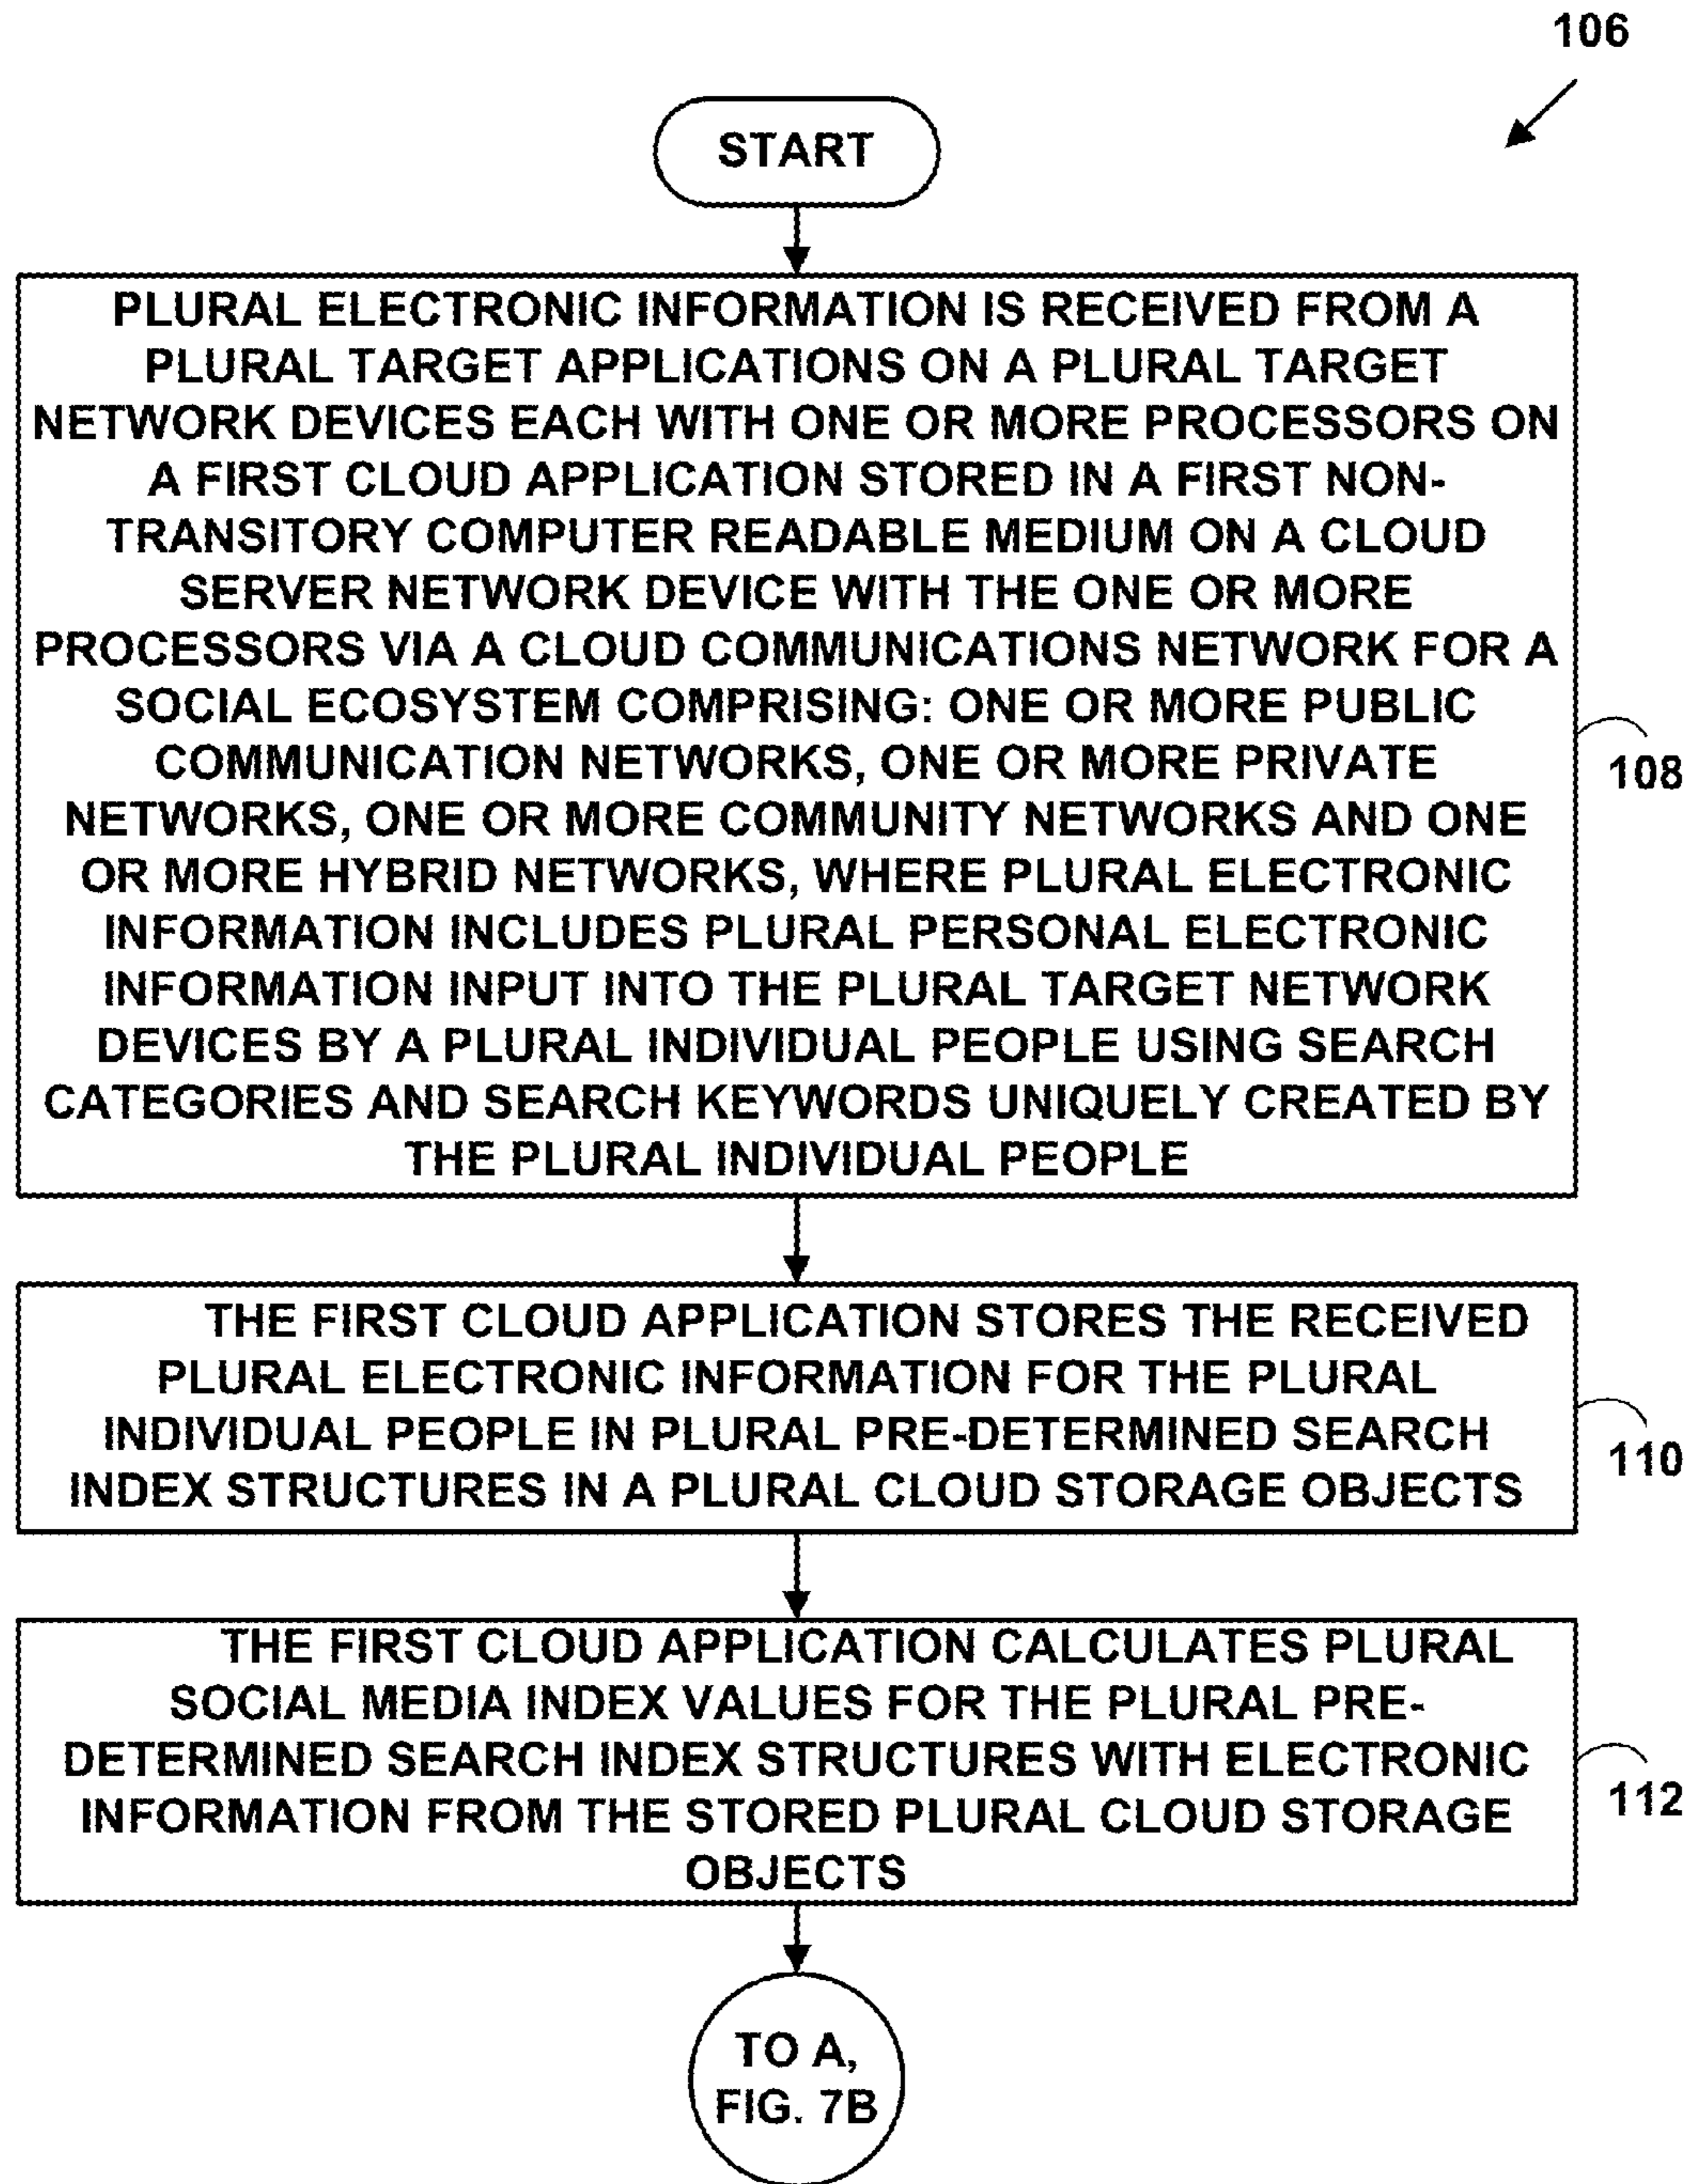 106
START
PLURAL ELECTRONIC INFORMATION IS RECEIVED FROM A
PLURAL TARGET APPLICATIONS ON A PLURAL TARGET
NETWORK DEVICES EACH WITH ONE OR MORE PROCESSORS ON
A FIRST CLOUD APPLICATION STORED IN A FIRST NON-
TRANSITORY COMPUTER READABLE MEDIUM ON A CLOUD
SERVER NETWORK DEVICE WITH THE ONE OR MORE
PROCESSORS VIA A CLOUD COMMUNICATIONS NETWORK FOR A
SOCIAL ECOSYSTEM COMPRISING: ONE OR MORE PUBLIC
COMMUNICATION NETWORKS, ONE OR MORE PRIVATE
NETWORKS, ONE OR MORE COMMUNITY NETWORKS AND ONE
OR MORE HYBRID NETWORKS, WHERE PLURAL ELECTRONIC
INFORMATION INCLUDES PLURAL PERSONAL ELECTRONIC
INFORMATION INPUT INTO THE PLURAL TARGET NETWORK
DEVICES BY A PLURAL INDIVIDUAL PEOPLE USING SEARCH
CATEGORIES AND SEARCH KEYWORDS UNIQUELY CREATED BY
THE PLURAL INDIVIDUAL PEOPLE
108
THE FIRST CLOUD APPLICATION STORES THE RECEIVED
PLURAL ELECTRONIC INFORMATION FOR THE PLURAL
INDIVIDUAL PEOPLE IN PLURAL PRE-DETERMINED SEARCH
INDEX STRUCTURES IN A PLURAL CLOUD STORAGE OBJECTS
110
THE FIRST CLOUD APPLICATION CALCULATES PLURAL
SOCIAL MEDIA INDEX VALUES FOR THE PLURAL PRE-
DETERMINED SEARCH INDEX STRUCTURES WITH ELECTRONIC
INFORMATION FROM THE STORED PLURAL CLOUD STORAGE
OBJECTS
112
TO A,
FIG. 7B